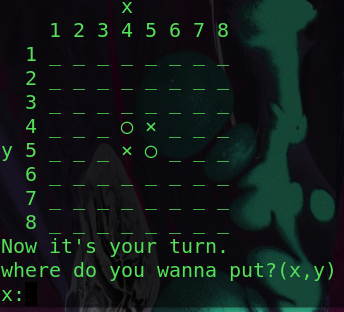 x
1 2 3 4 5 6 7 8
1 _ _ _ _ _ _ _ _
2 _ _ _ _ _ _ _ _
3 _ _ _ _ _ _ _ _
4 _ _ _ ○ × _ _ _
y 5 _ _ _ × ○ _ _ _
6 _ _ _ _ _ _ _ _
7 _ _ _ _ _ _ _ _
8 _ _ _ _ _ _ _ _
Now it's your turn.
where do you wanna put?(x,y)
x: